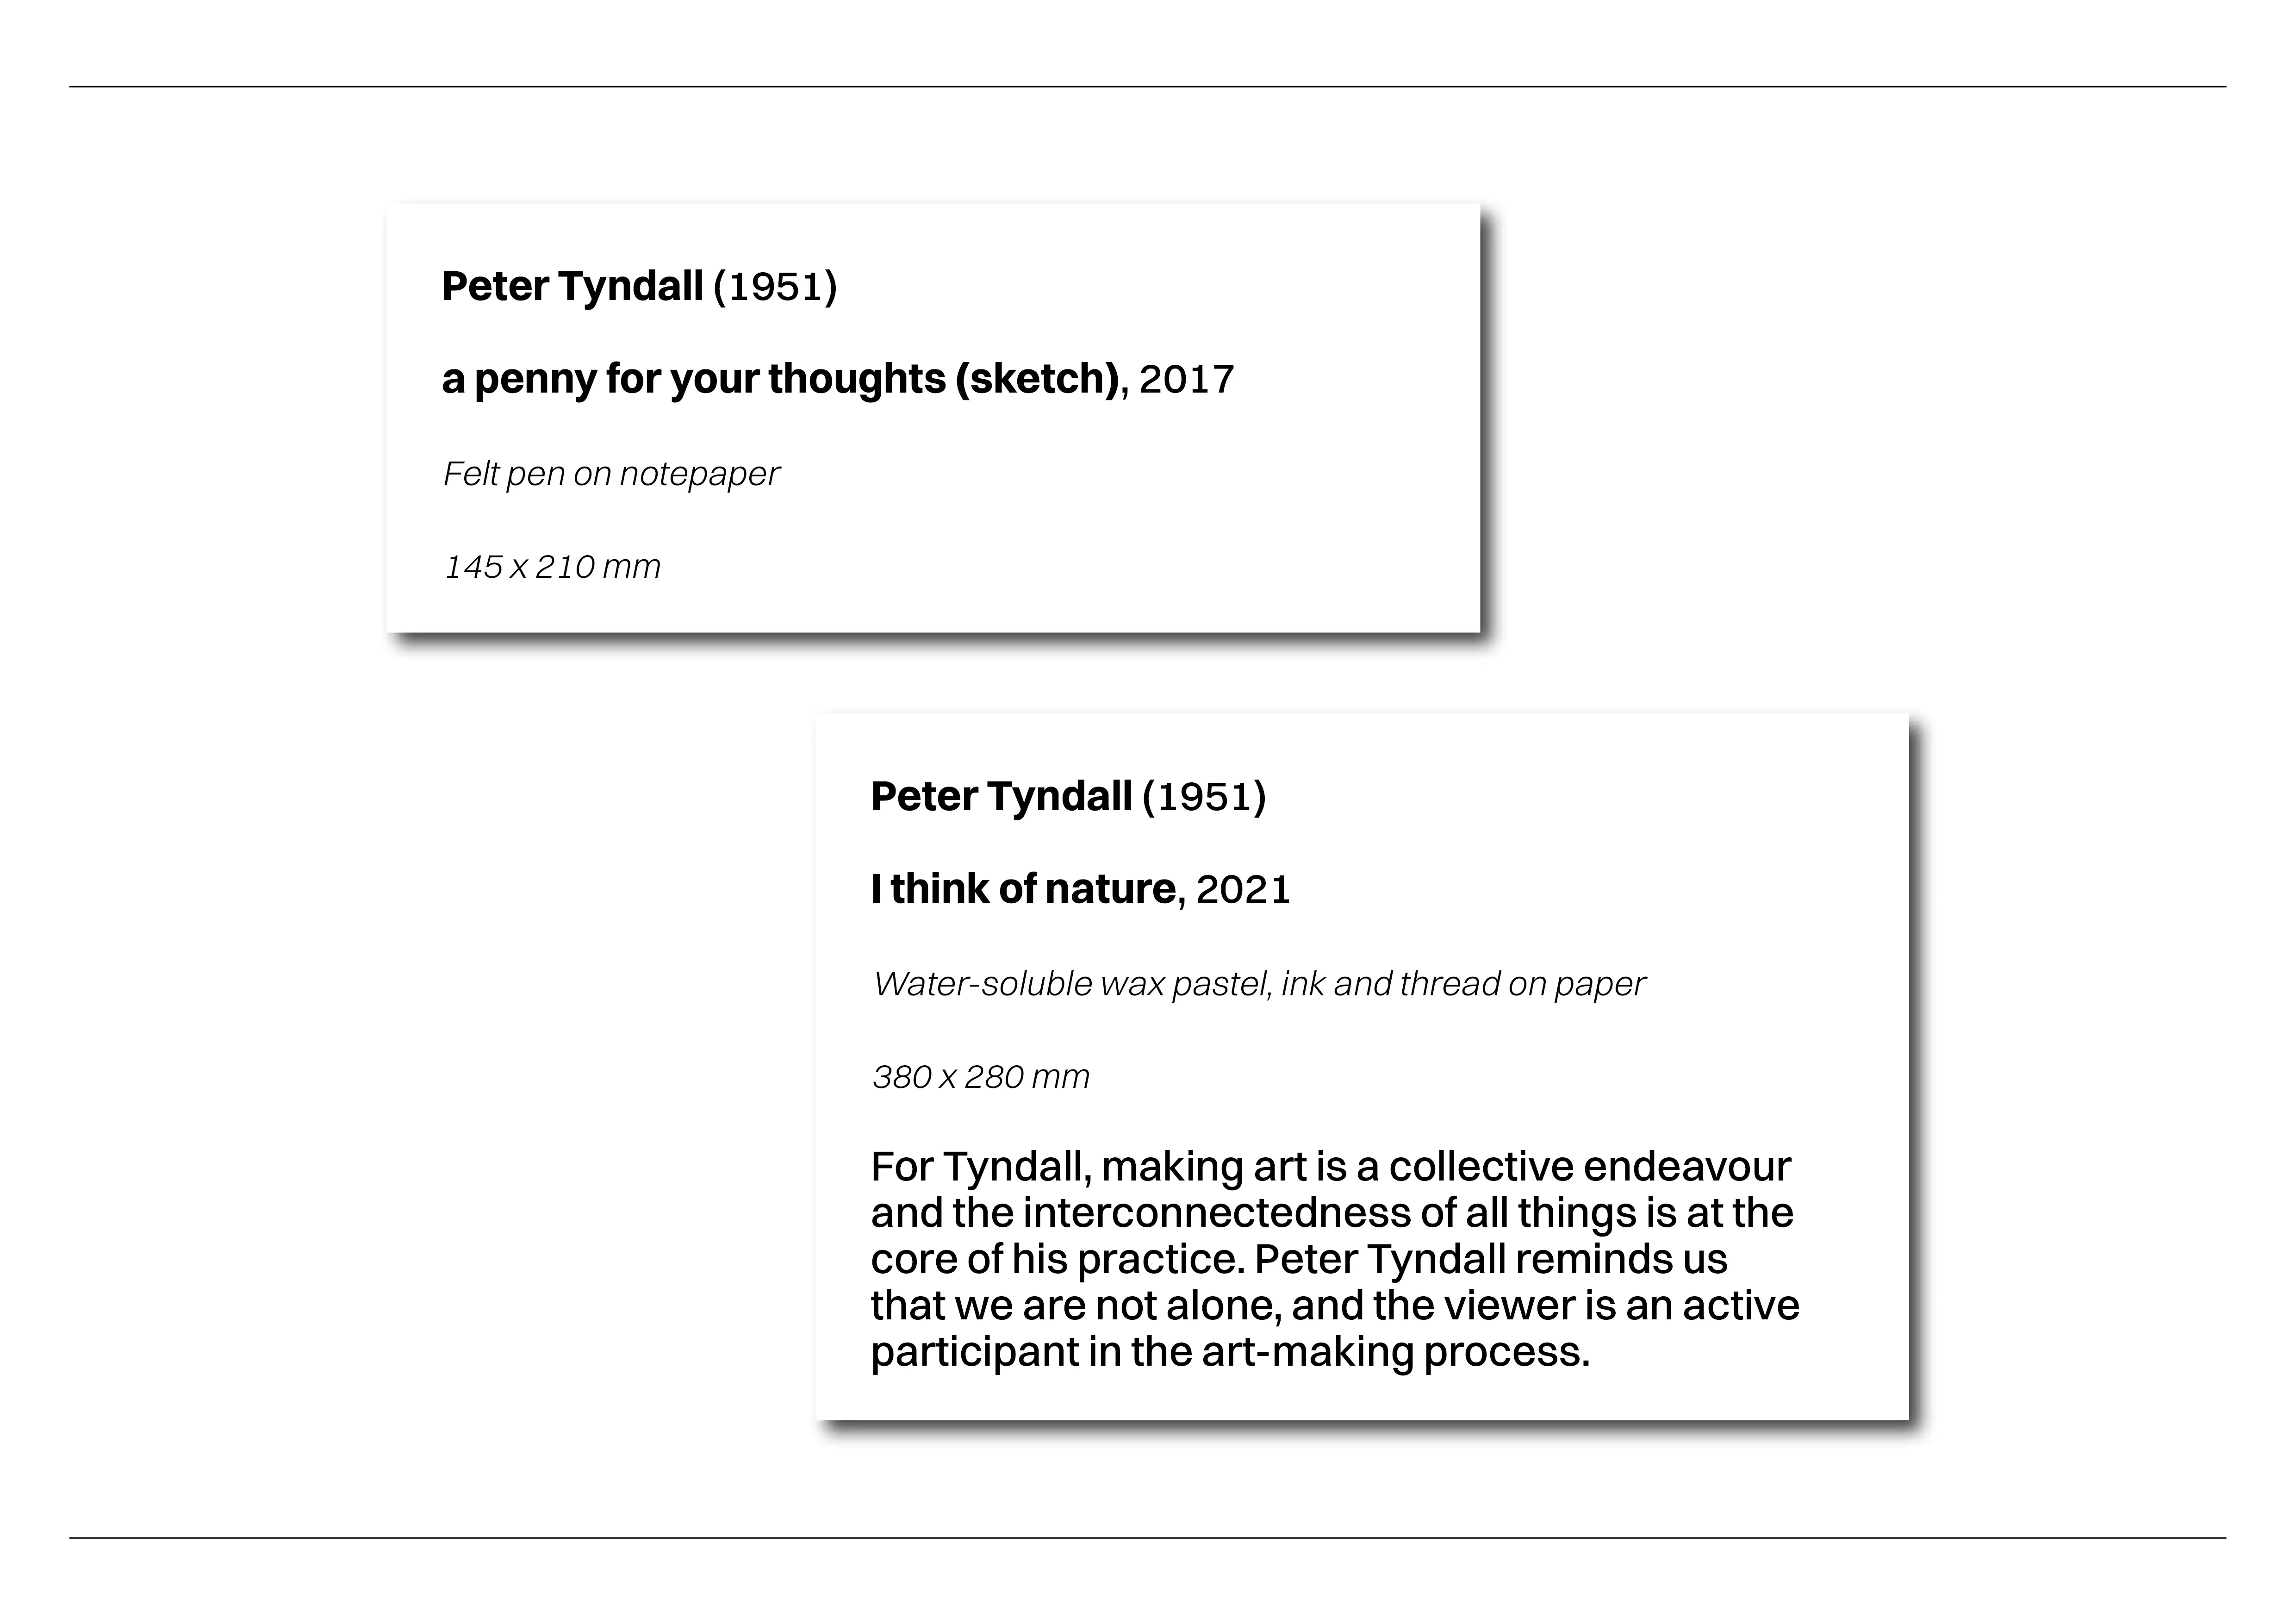 Peter Tyndall (1951)
a penny for your thoughts (sketch), 2017
Felt pen on notepaper
145 x 210 mm
Peter Tyndall (1951)
I think of nature, 2021
Water-soluble wax pastel, ink and thread on paper
380 x 280 mm
For Tyndall, making art is a collective endeavour
and the interconnectedness of all things is at the
core of his practice. Peter Tyndall reminds us
that we are not alone, and the viewer is an active
participant in the art-making process.